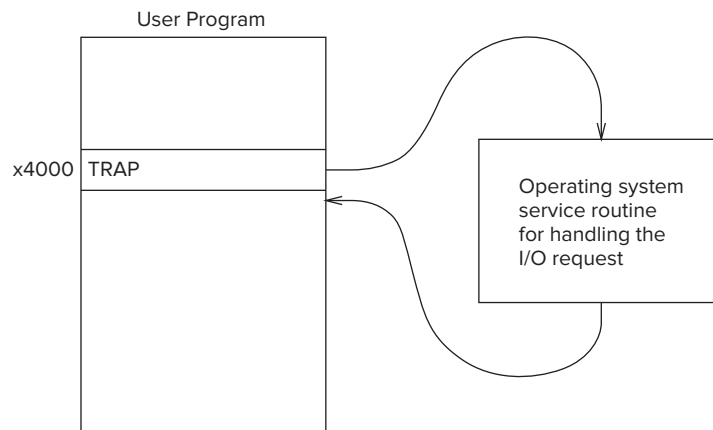 User Program
x4000 TRAP
Operating system
service routine
for handling the
I/O request